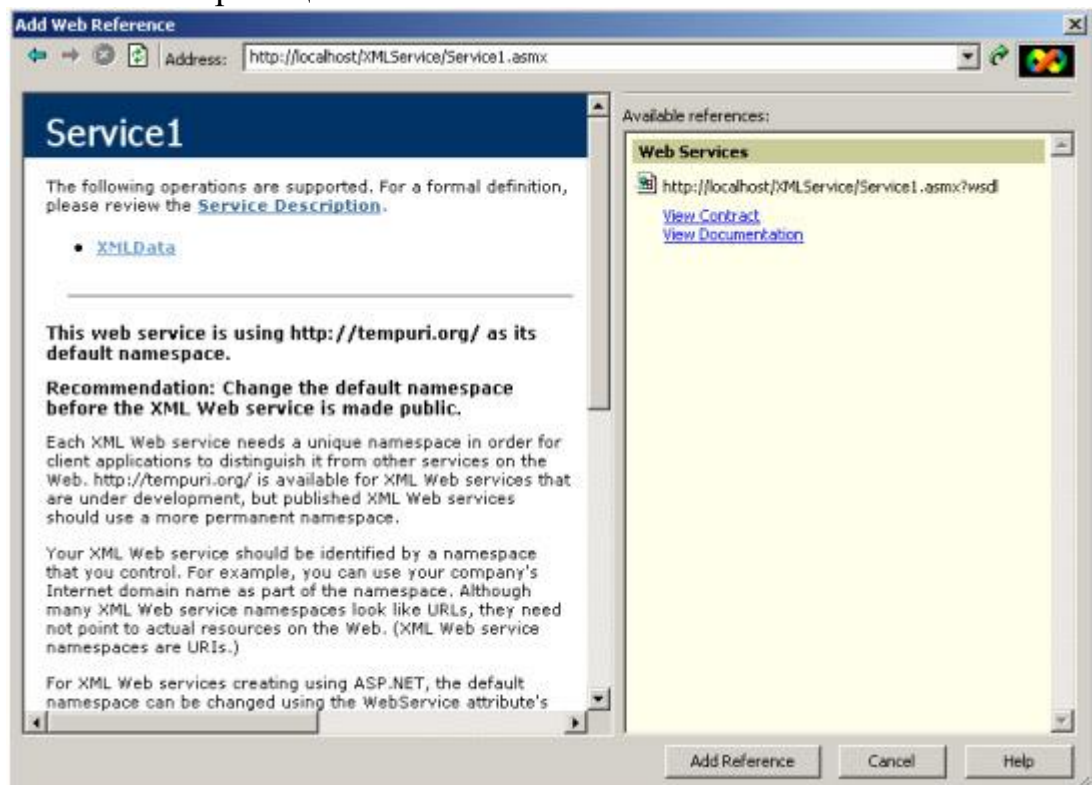 Add Web Reference
Address: http://localhost/XMLService/Service1.asmx
Service1
The following operations are supported. For a formal definition,
please review the Service Description.
• XMLData
This web service is using http://tempuri.org/ as its
default namespace.
Recommendation: Change the default namespace
before the XML Web service is made public.
Each XML Web service needs a unique namespace in order for
client applications to distinguish it from other services on the
Web. http://tempuri.org/ is available for XML Web services that
are under development, but published XML Web services
should use a more permanent namespace.
Your XML Web service should be identified by a namespace
that you control. For example, you can use your company's
Internet domain name as part of the namespace. Although
many XML Web service namespaces look like URLs, they need
not point to actual resources on the Web. (XML Web service
namespaces are URIs.)
For XML Web services creating using ASP.NET, the default
namespace can be changed using the WebService attribute's
Available references:
Web Services
http://localhost/XMLService/Service1.asmx?wsdl
View Contract
View Documentation
Add Reference
Cancel
Help